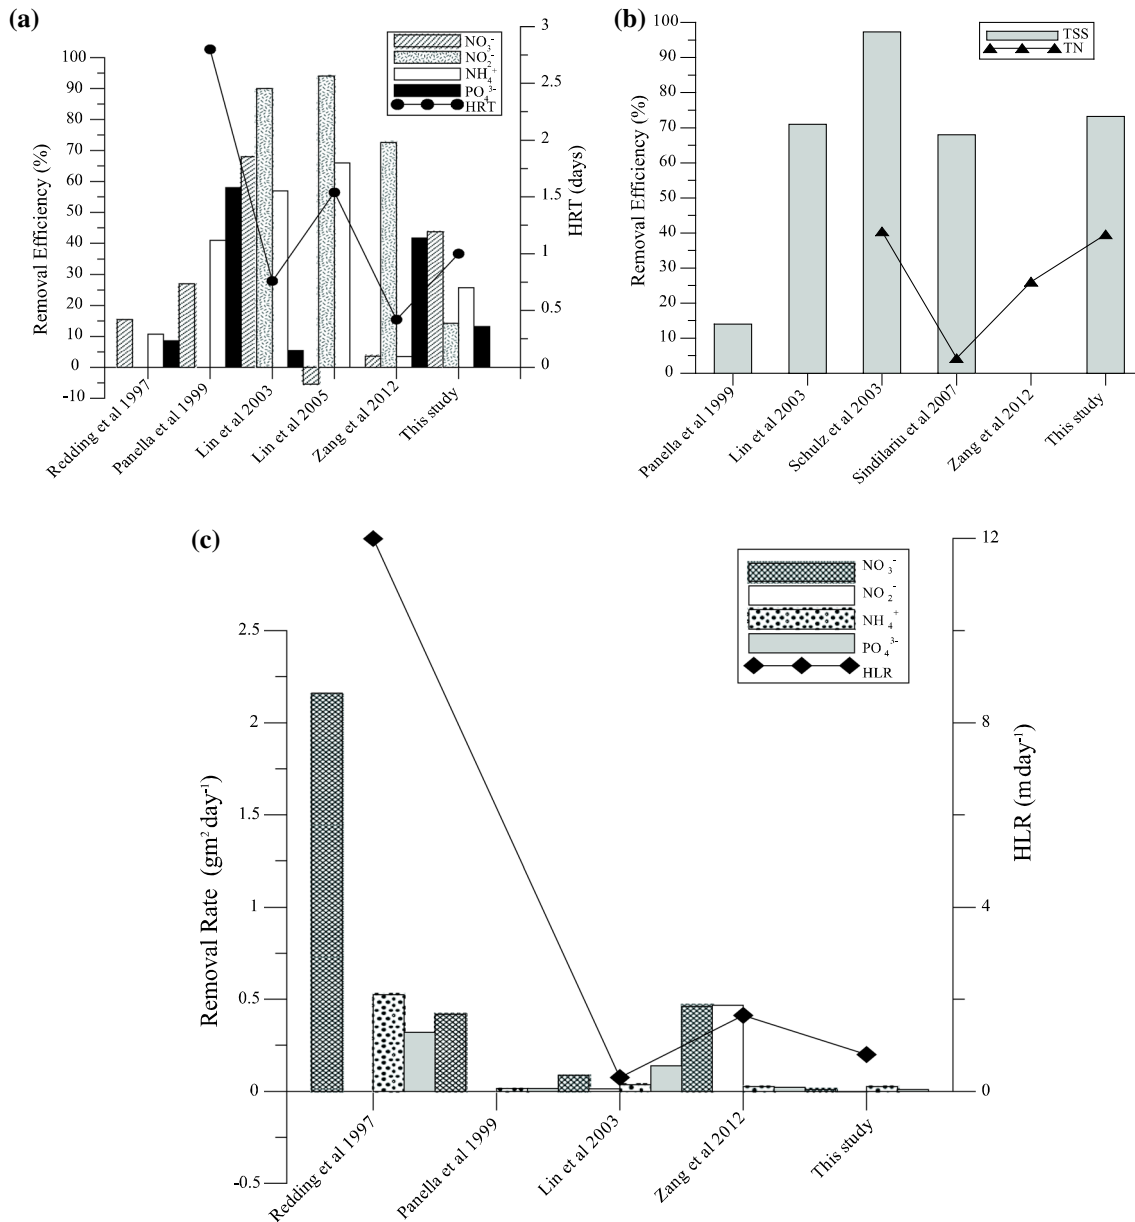 (a)
NO₃⁻
NO₂⁻
NH₄⁺
PO₄³⁻
HRT
Removal Efficiency (%)
100
90
80
70
60
50
40
30
20
10
0
-10
3
2.5
2
1.5
1
0.5
0
HRT (days)
Redding et al 1997
Panella et al 1999
Lin et al 2003
Lin et al 2005
Zang et al 2012
This study
(b)
TSS
TN
Removal Efficiency (%)
100
90
80
70
60
50
40
30
20
10
0
Panella et al 1999
Lin et al 2003
Schulz et al 2003
Sindilariu et al 2007
Zang et al 2012
This study
(c)
NO₃⁻
NO₂⁻
NH₄⁺
PO₄³⁻
HLR
Removal Rate (gm² day⁻¹)
2.5
2
1.5
1
0.5
0
-0.5
12
8
4
0
HLR (m day⁻¹)
Redding et al 1997
Panella et al 1999
Lin et al 2003
Zang et al 2012
This study